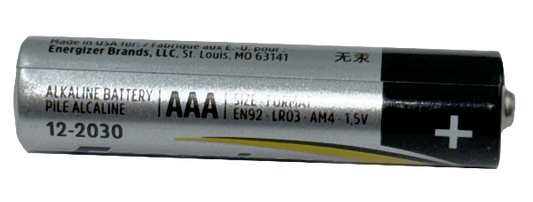 Made in USA for: / Fabriqué aux É.-U. pour :
Energizer Brands, LLC, St. Louis, MO 63141
无汞
ALKALINE BATTERY
PILE ALCALINE
AAA
SIZE · FORMAT
EN92 · LR03 · AM4 · 1,5V
12-2030
+